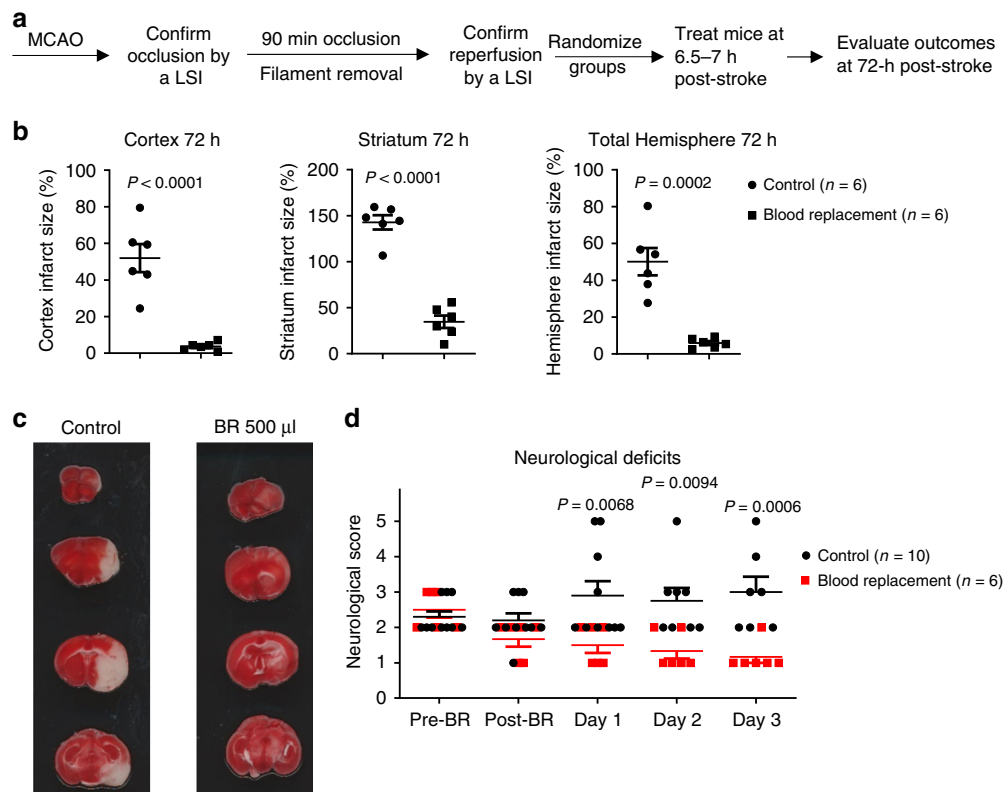 a
MCAO
Confirm
occlusion by
a LSI
90 min occlusion
Filament removal
Confirm
reperfusion
by a LSI
Randomize
groups
Treat mice at
6.5–7 h
post-stroke
Evaluate outcomes
at 72-h post-stroke
b
Cortex 72 h
Cortex infarct size (%)
100
80
60
40
20
0
P < 0.0001
Striatum 72 h
Striatum infarct size (%)
200
150
100
50
0
P < 0.0001
Total Hemisphere 72 h
Hemisphere infarct size (%)
100
80
60
40
20
0
P = 0.0002
Control (n = 6)
Blood replacement (n = 6)
c
Control
BR 500 µl
d
Neurological deficits
Neurological score
5
4
3
2
1
0
P = 0.0068
P = 0.0094
P = 0.0006
Pre-BR
Post-BR
Day 1
Day 2
Day 3
Control (n = 10)
Blood replacement (n = 6)